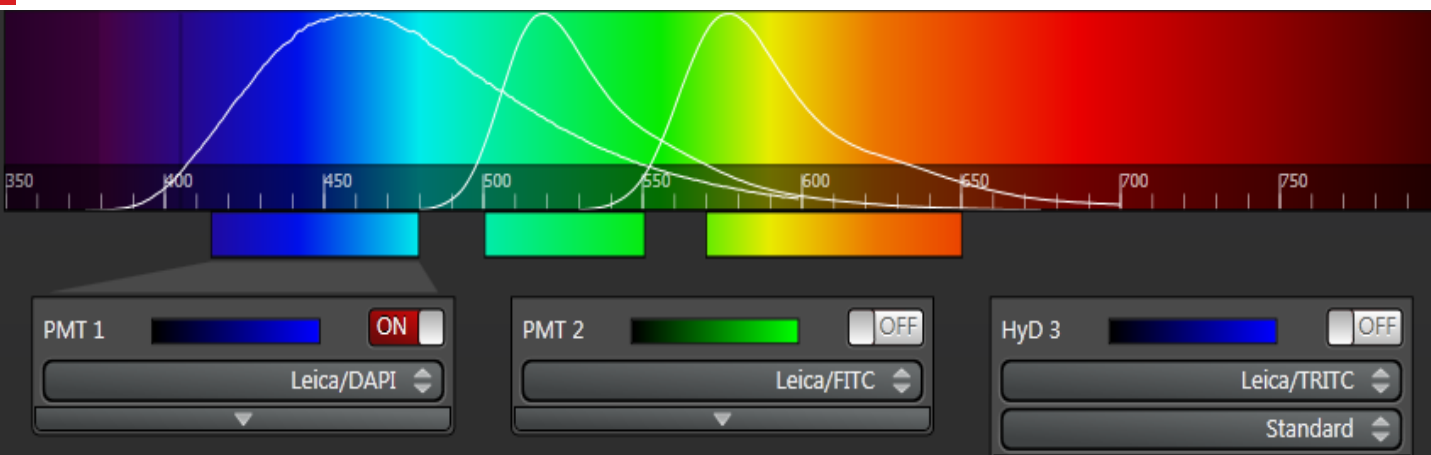 350 400 450 500 550 600 650 700 750
PMT 1 ON
Leica/DAPI
PMT 2 OFF
Leica/FITC
HyD 3 OFF
Leica/TRITC
Standard